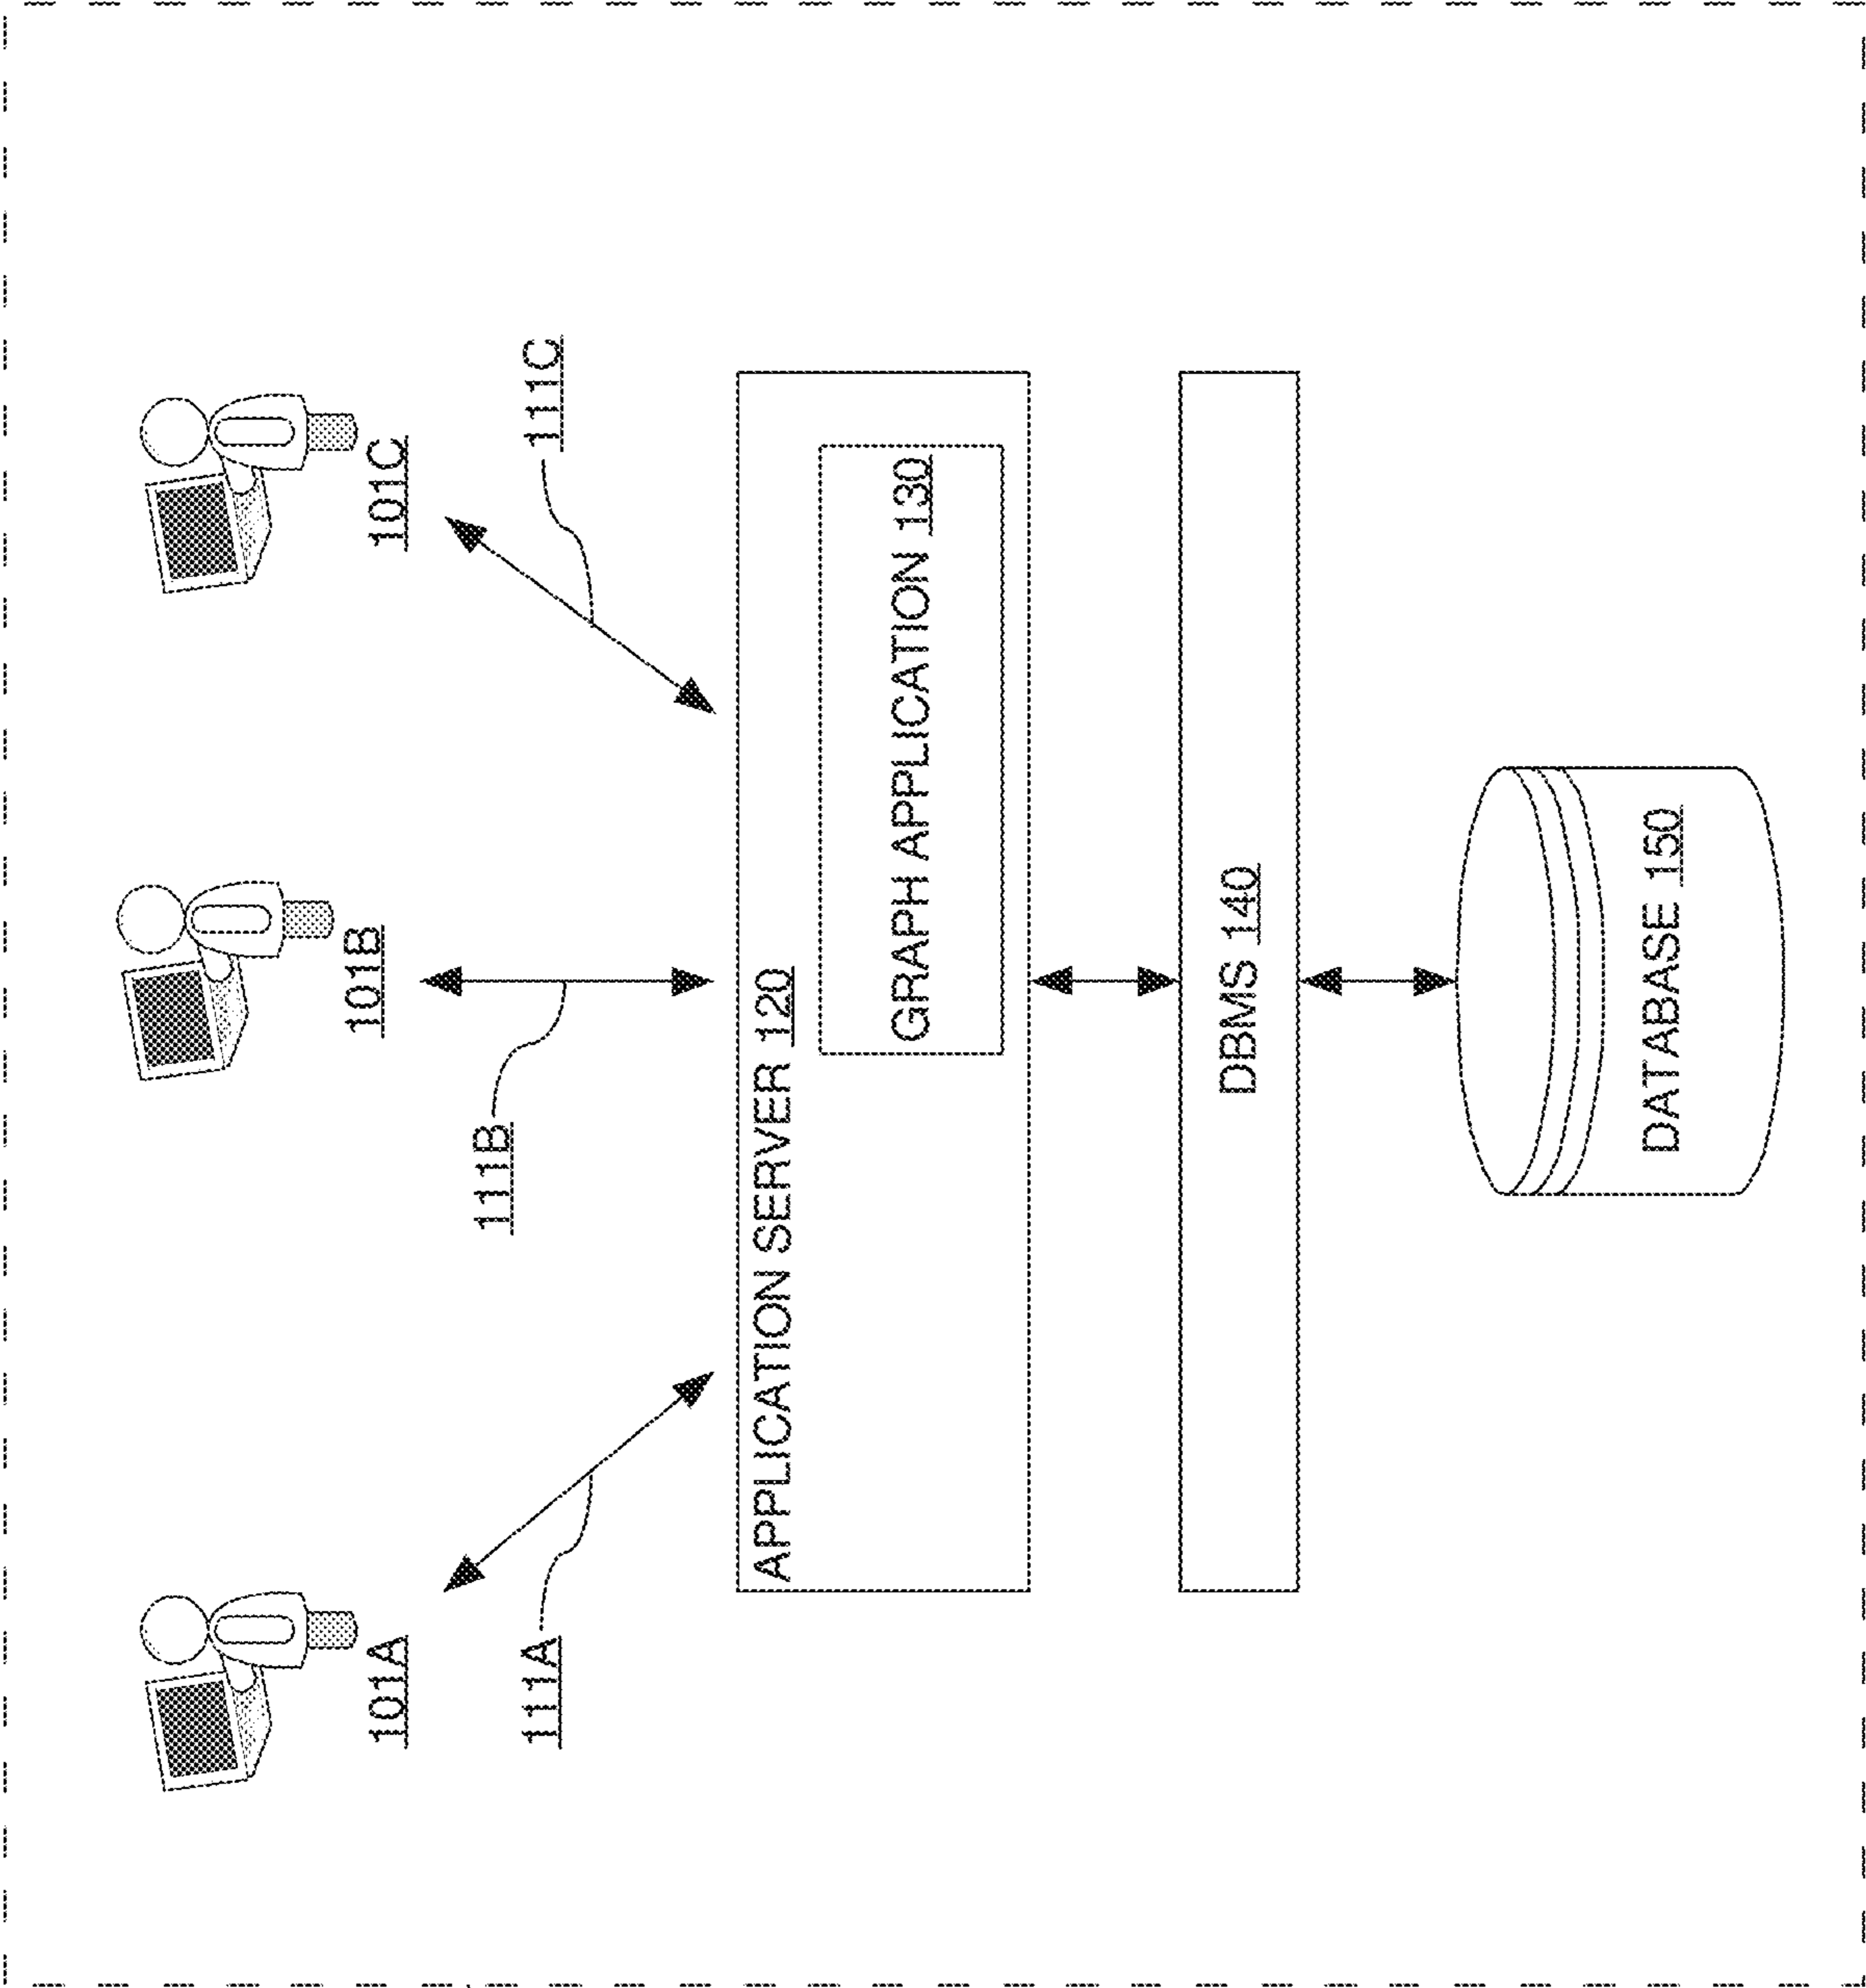 101A
101B
101C
111A
111B
111C
APPLICATION SERVER 120
GRAPH APPLICATION 130
DBMS 140
DATABASE 150